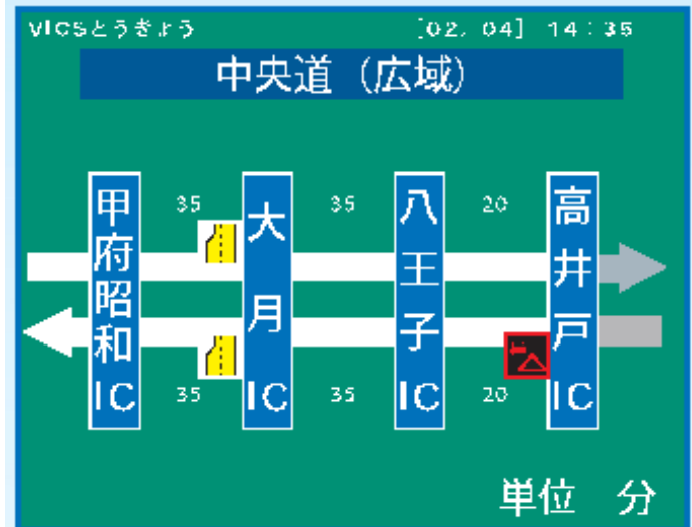 VICSとうきょう [02, 04] 14:35
中央道 (広域)
甲府昭和IC
35
大月IC
35
八王子IC
20
高井戸IC
35
35
20
単位 分